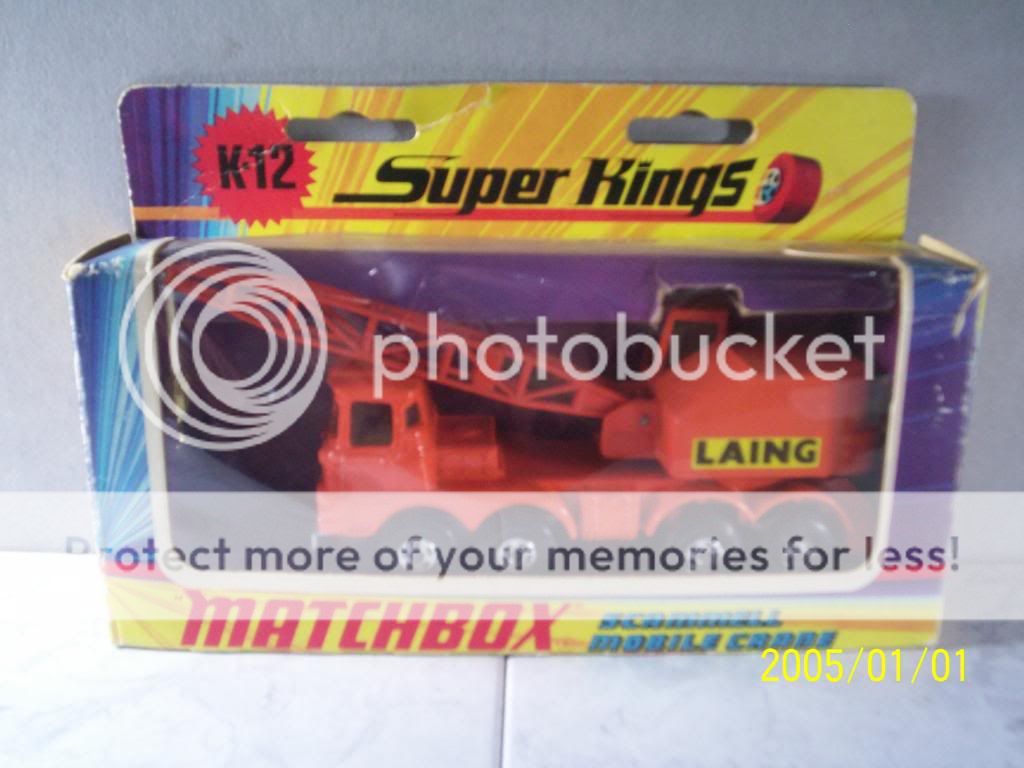 K-12
Super Kings
photobucket
LAING
Protect more of your memories for less!
"MATCHBOX"
SCAMMELL
MOBILE CRANE
2005/01/01